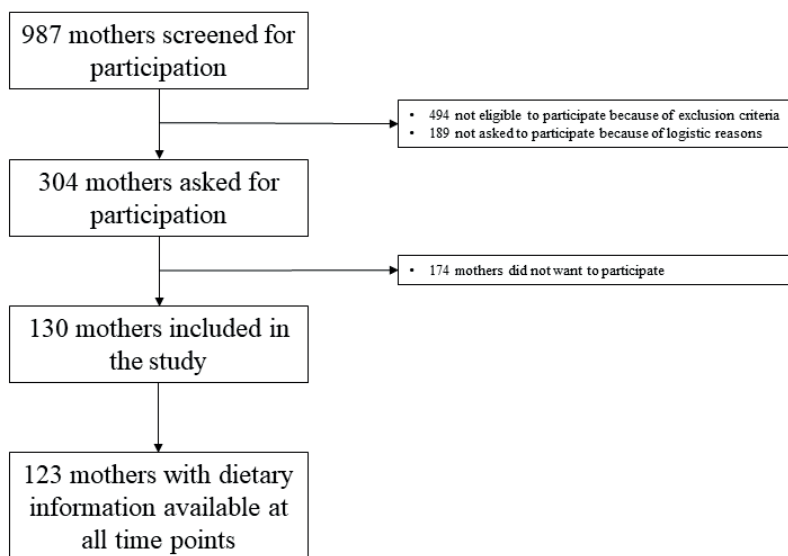 987 mothers screened for
participation
• 494 not eligible to participate because of exclusion criteria
• 189 not asked to participate because of logistic reasons
304 mothers asked for
participation
• 174 mothers did not want to participate
130 mothers included in
the study
123 mothers with dietary
information available at
all time points